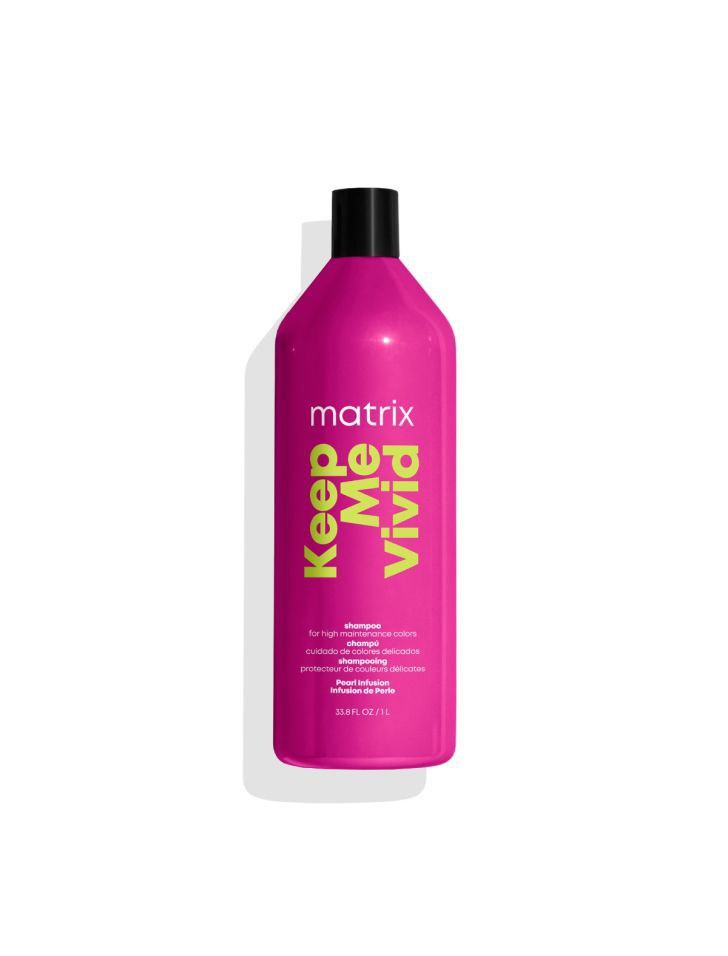 matrix
Keep
Me
Vivid
shampoo
for high maintenance colors
champú
cuidado de colores delicados
shampooing
protecteur de couleurs délicates
Pearl Infusion
Infusion de Perle
33.8 FL OZ / 1 L